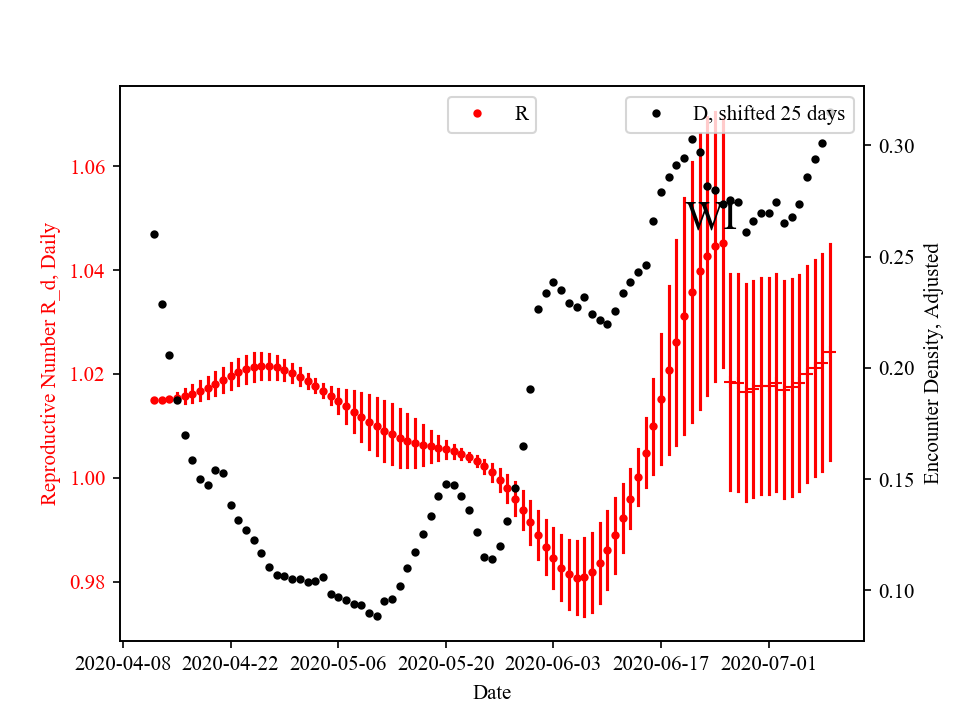 R
D, shifted 25 days
WI
Reproductive Number R_d, Daily
1.06
1.04
1.02
1.00
0.98
Encounter Density, Adjusted
0.30
0.25
0.20
0.15
0.10
2020-04-08 2020-04-22 2020-05-06 2020-05-20 2020-06-03 2020-06-17 2020-07-01
Date